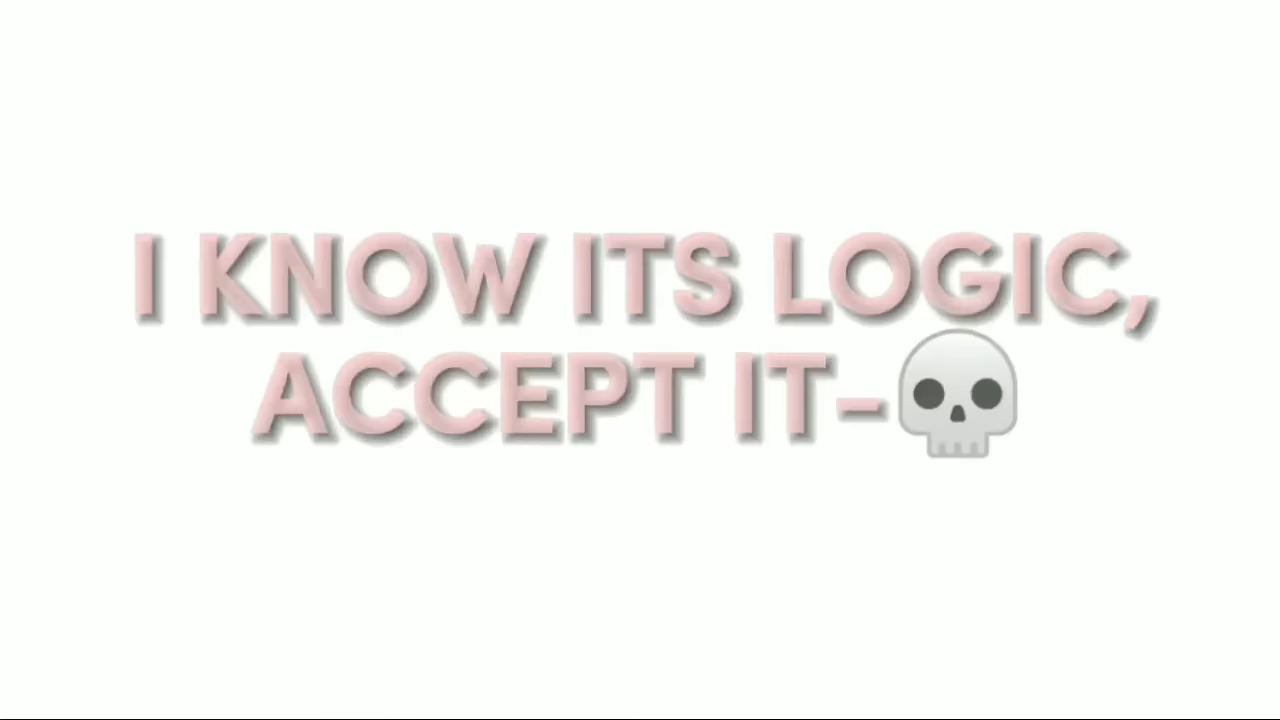 I KNOW ITS LOGIC,
ACCEPT IT-💀